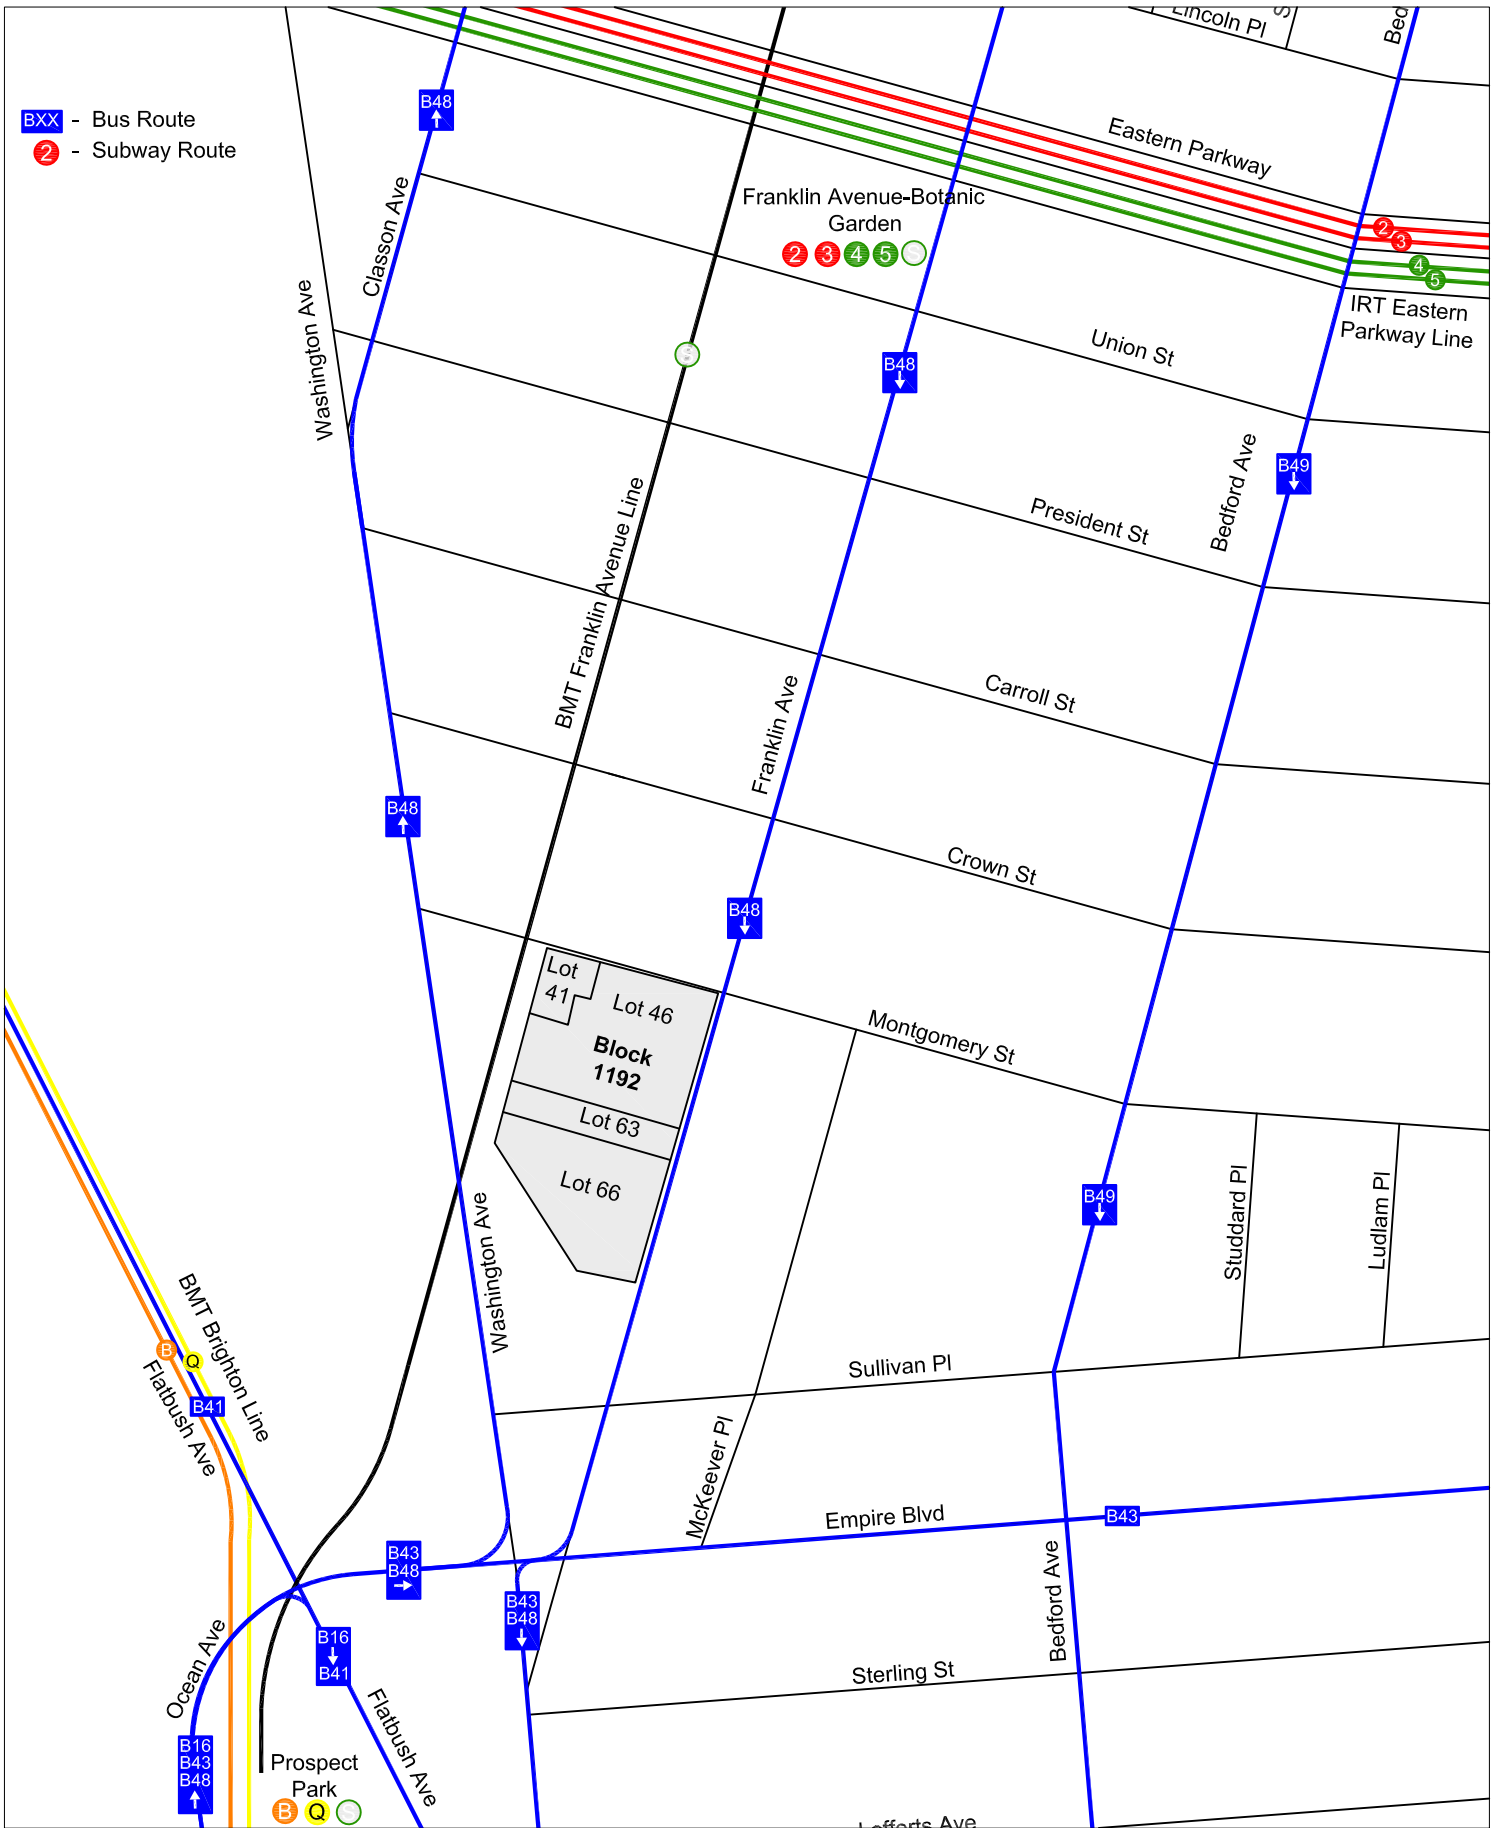 Lincoln Pl
S
Bed
B48
BXX - Bus Route
2 - Subway Route
Eastern Parkway
Classon Ave
Franklin Avenue-Botanic
Garden
2 3 4 5 S
2
3
4
5
IRT Eastern
Parkway Line
Washington Ave
Union St
B48
Bedford Ave
B49
BMT Franklin Avenue Line
President St
Franklin Ave
Carroll St
B48
Crown St
B48
Lot
41
Lot 46
Block
1192
Montgomery St
Lot 63
Lot 66
B49
Studdard Pl
Ludlam Pl
Washington Ave
BMT Brighton Line
B
Q
Flatbush Ave
B41
Sullivan Pl
McKeever Pl
Empire Blvd
B43
B43
B48
B43
B48
Bedford Ave
Ocean Ave
B16
B41
Flatbush Ave
Sterling St
B16
B43
B48
Prospect
Park
B Q S
Lefferts Ave